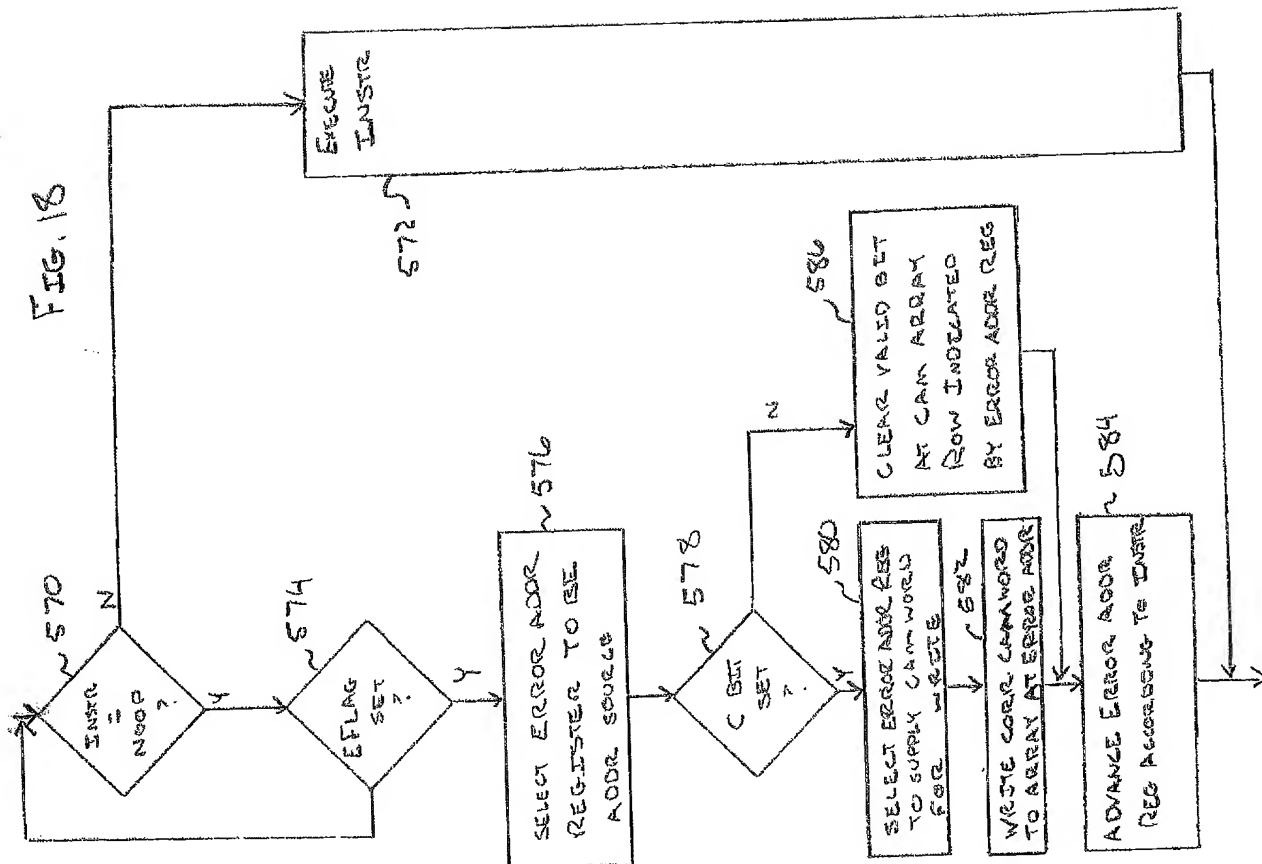 FIG. 18
570
INSTR
=
NOOP
?
N
Y
EXECUTE
INSTR
572
574
EFLAG
SET
?
Y
576
SELECT ERROR ADDR
REGISTER TO BE
ADDR SOURCE
578
C BIT
SET
?
N
Y
580
SELECT ERROR ADDR REG
TO SUPPLY CAMWORD
FOR WRITE
582
WRITE CORR CAMWORD
TO ARRAY AT ERROR ADDR
586
CLEAR VALID BIT
AT CAM ARRAY
ROW INDICATED
BY ERROR ADDR REG
584
ADVANCE ERROR ADDR
REG ACCORDING TO INSTR